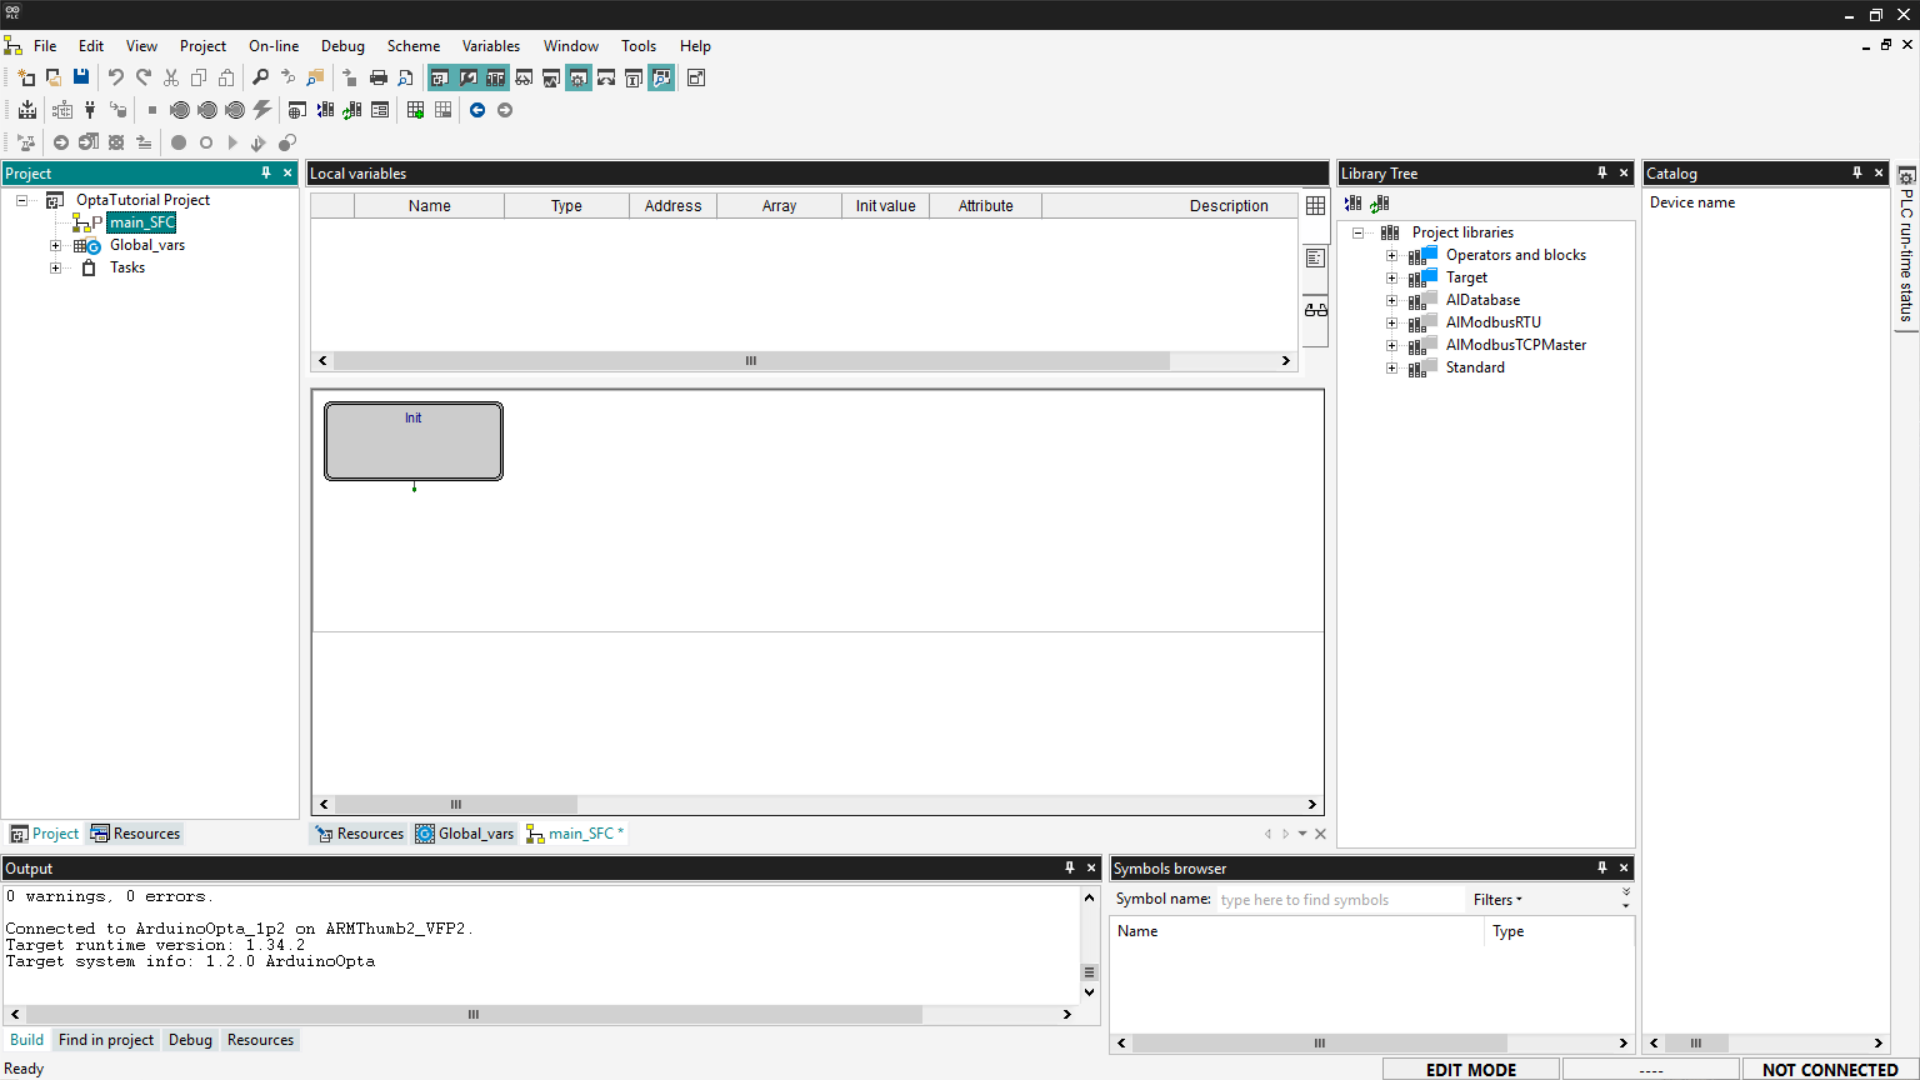 File Edit View Project On-line Debug Scheme Variables Window Tools Help
Project
OptaTutorial Project
main_SFC
Global_vars
Tasks
Project Resources
Local variables
Name Type Address Array Init value Attribute Description
Init
Resources Global_vars main_SFC *
Library Tree
Project libraries
Operators and blocks
Target
AIDatabase
AIModbusRTU
AIModbusTCPMaster
Standard
Catalog
Device name
PLC run-time status
Output
0 warnings, 0 errors.
Connected to ArduinoOpta_1p2 on ARMThumb2_VFP2.
Target runtime version: 1.34.2
Target system info: 1.2.0 ArduinoOpta
Build Find in project Debug Resources
Symbols browser
Symbol name: type here to find symbols Filters
Name Type
Ready
EDIT MODE ---- NOT CONNECTED